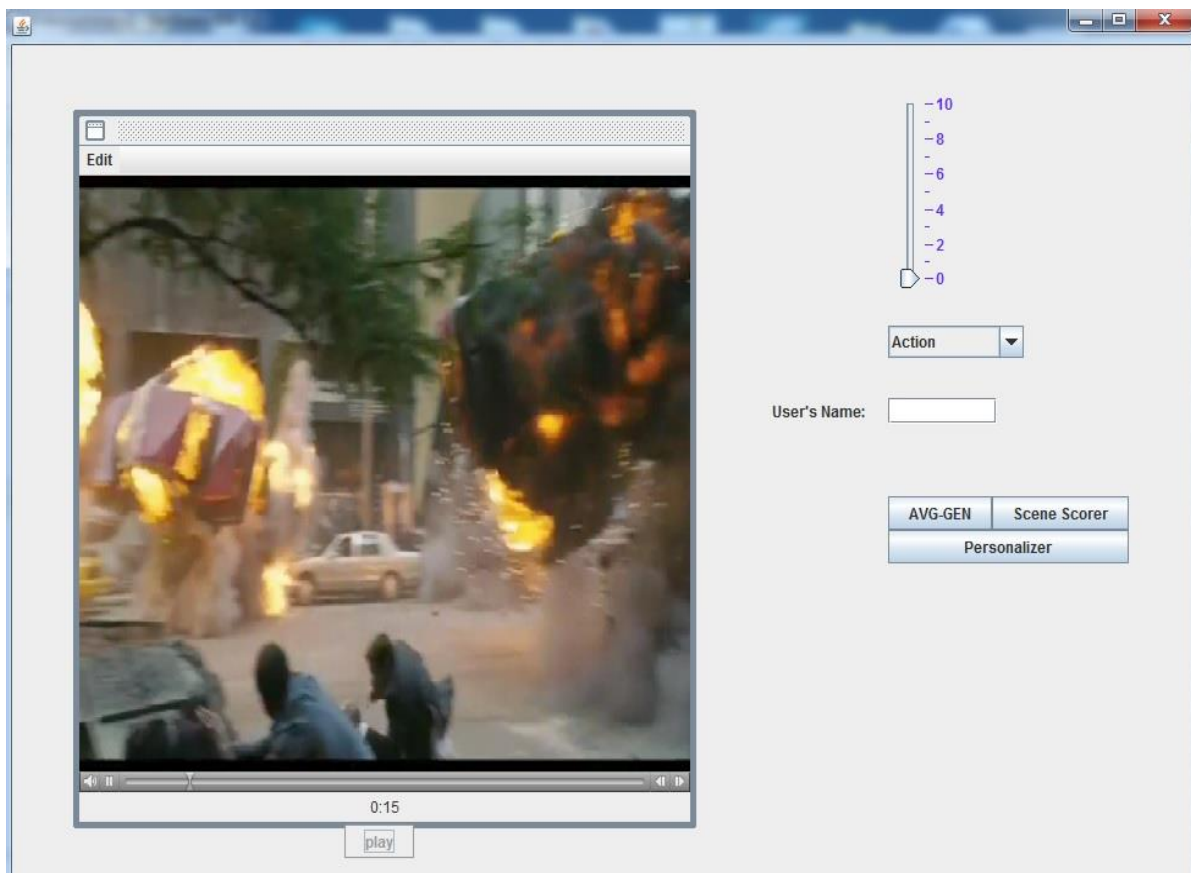 Edit
0:15
play
10
8
6
4
2
0
Action
User's Name:
AVG-GEN Scene Scorer
Personalizer